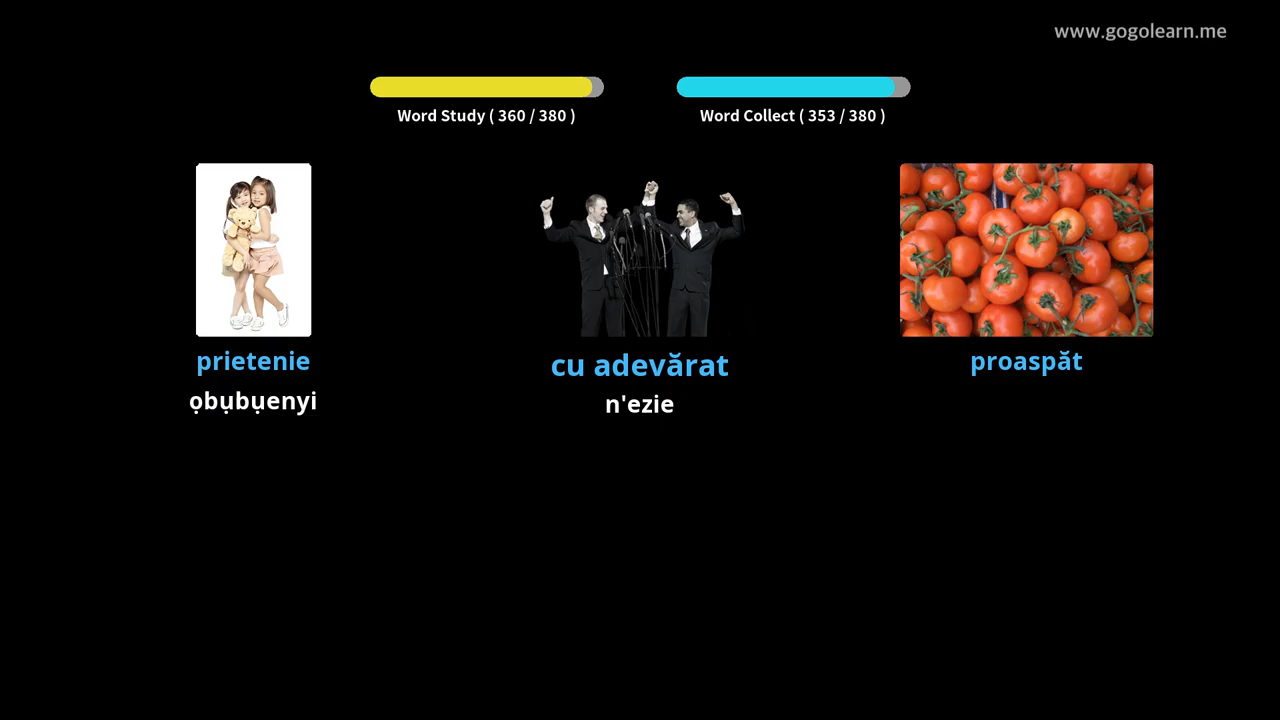 www.gogolearn.me
Word Study ( 360 / 380 )
Word Collect ( 353 / 380 )
prietenie
cu adevărat
proaspăt
ọbụbụenyi
n'ezie